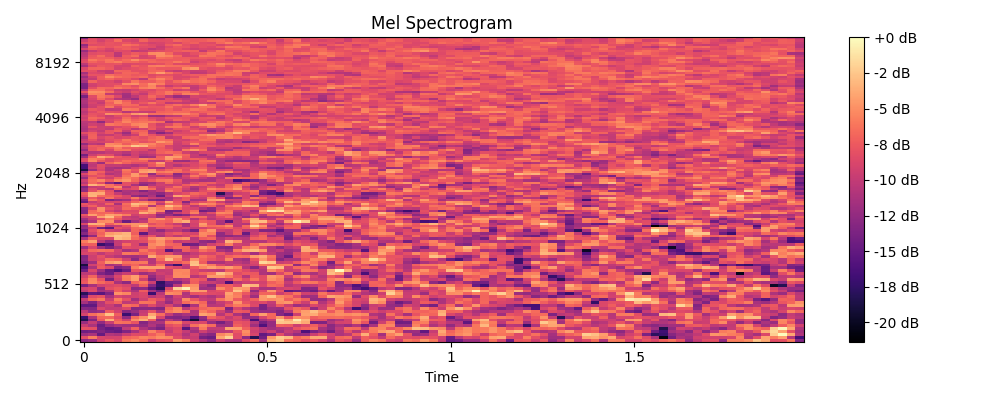 Mel Spectrogram
Hz
8192
4096
2048
1024
512
0
0 0.5 1 1.5
Time
+0 dB
-2 dB
-5 dB
-8 dB
-10 dB
-12 dB
-15 dB
-18 dB
-20 dB